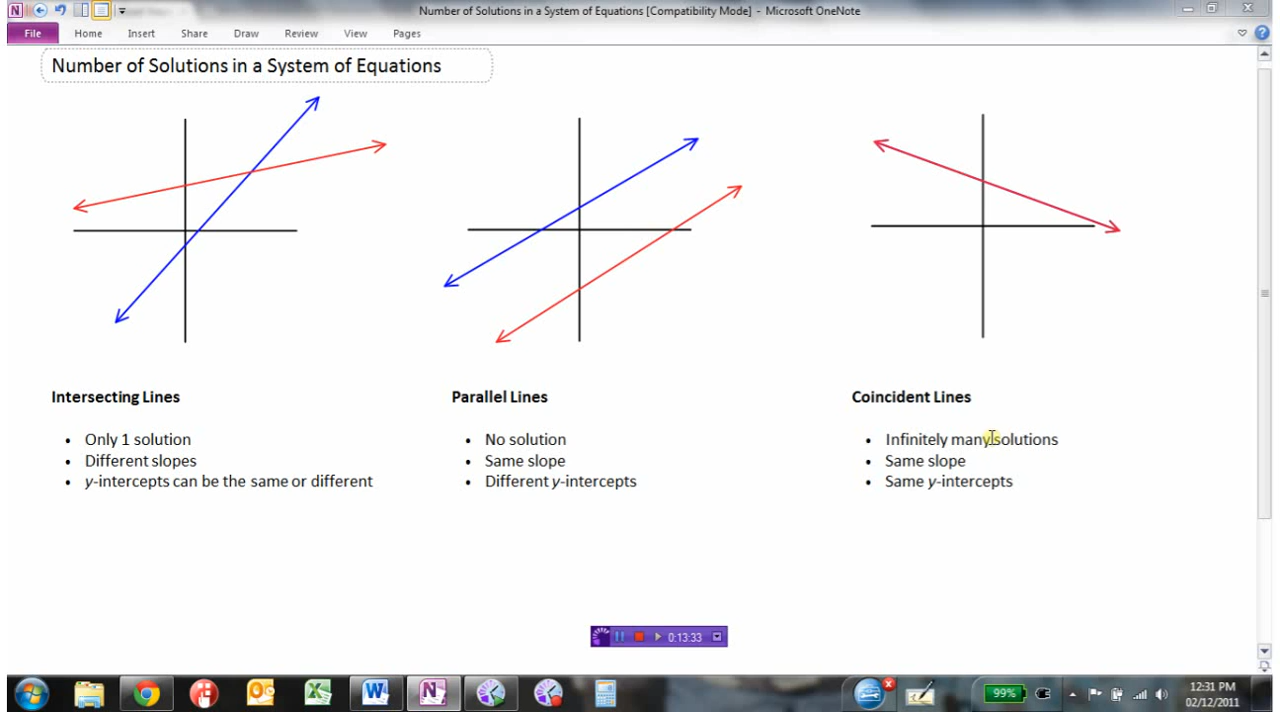 Number of Solutions in a System of Equations [Compatibility Mode] - Microsoft OneNote
File Home Insert Share Draw Review View Pages
Number of Solutions in a System of Equations
Intersecting Lines
• Only 1 solution
• Different slopes
• y-intercepts can be the same or different
Parallel Lines
• No solution
• Same slope
• Different y-intercepts
Coincident Lines
• Infinitely many solutions
• Same slope
• Same y-intercepts
0:13:33
99%
12:31 PM
02/12/2011